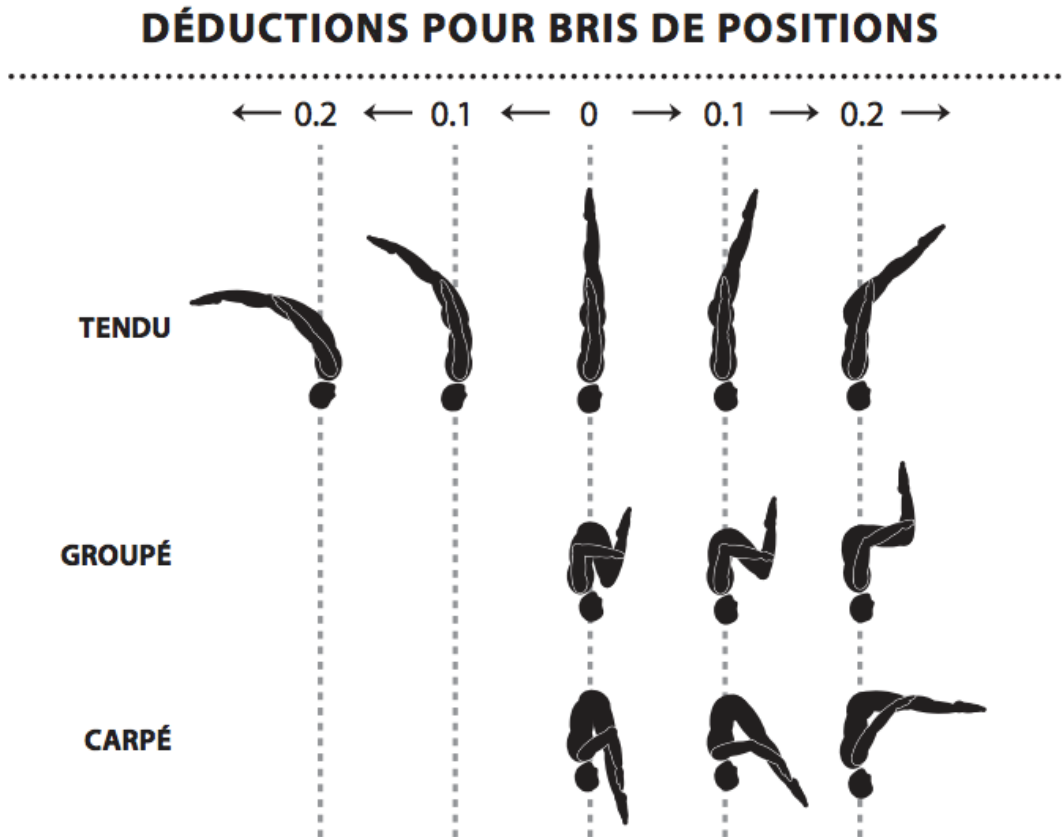 DÉDUCTIONS POUR BRIS DE POSITIONS
← 0.2 ← 0.1 ← 0 → 0.1 → 0.2 →
TENDU
GROUPÉ
CARPÉ